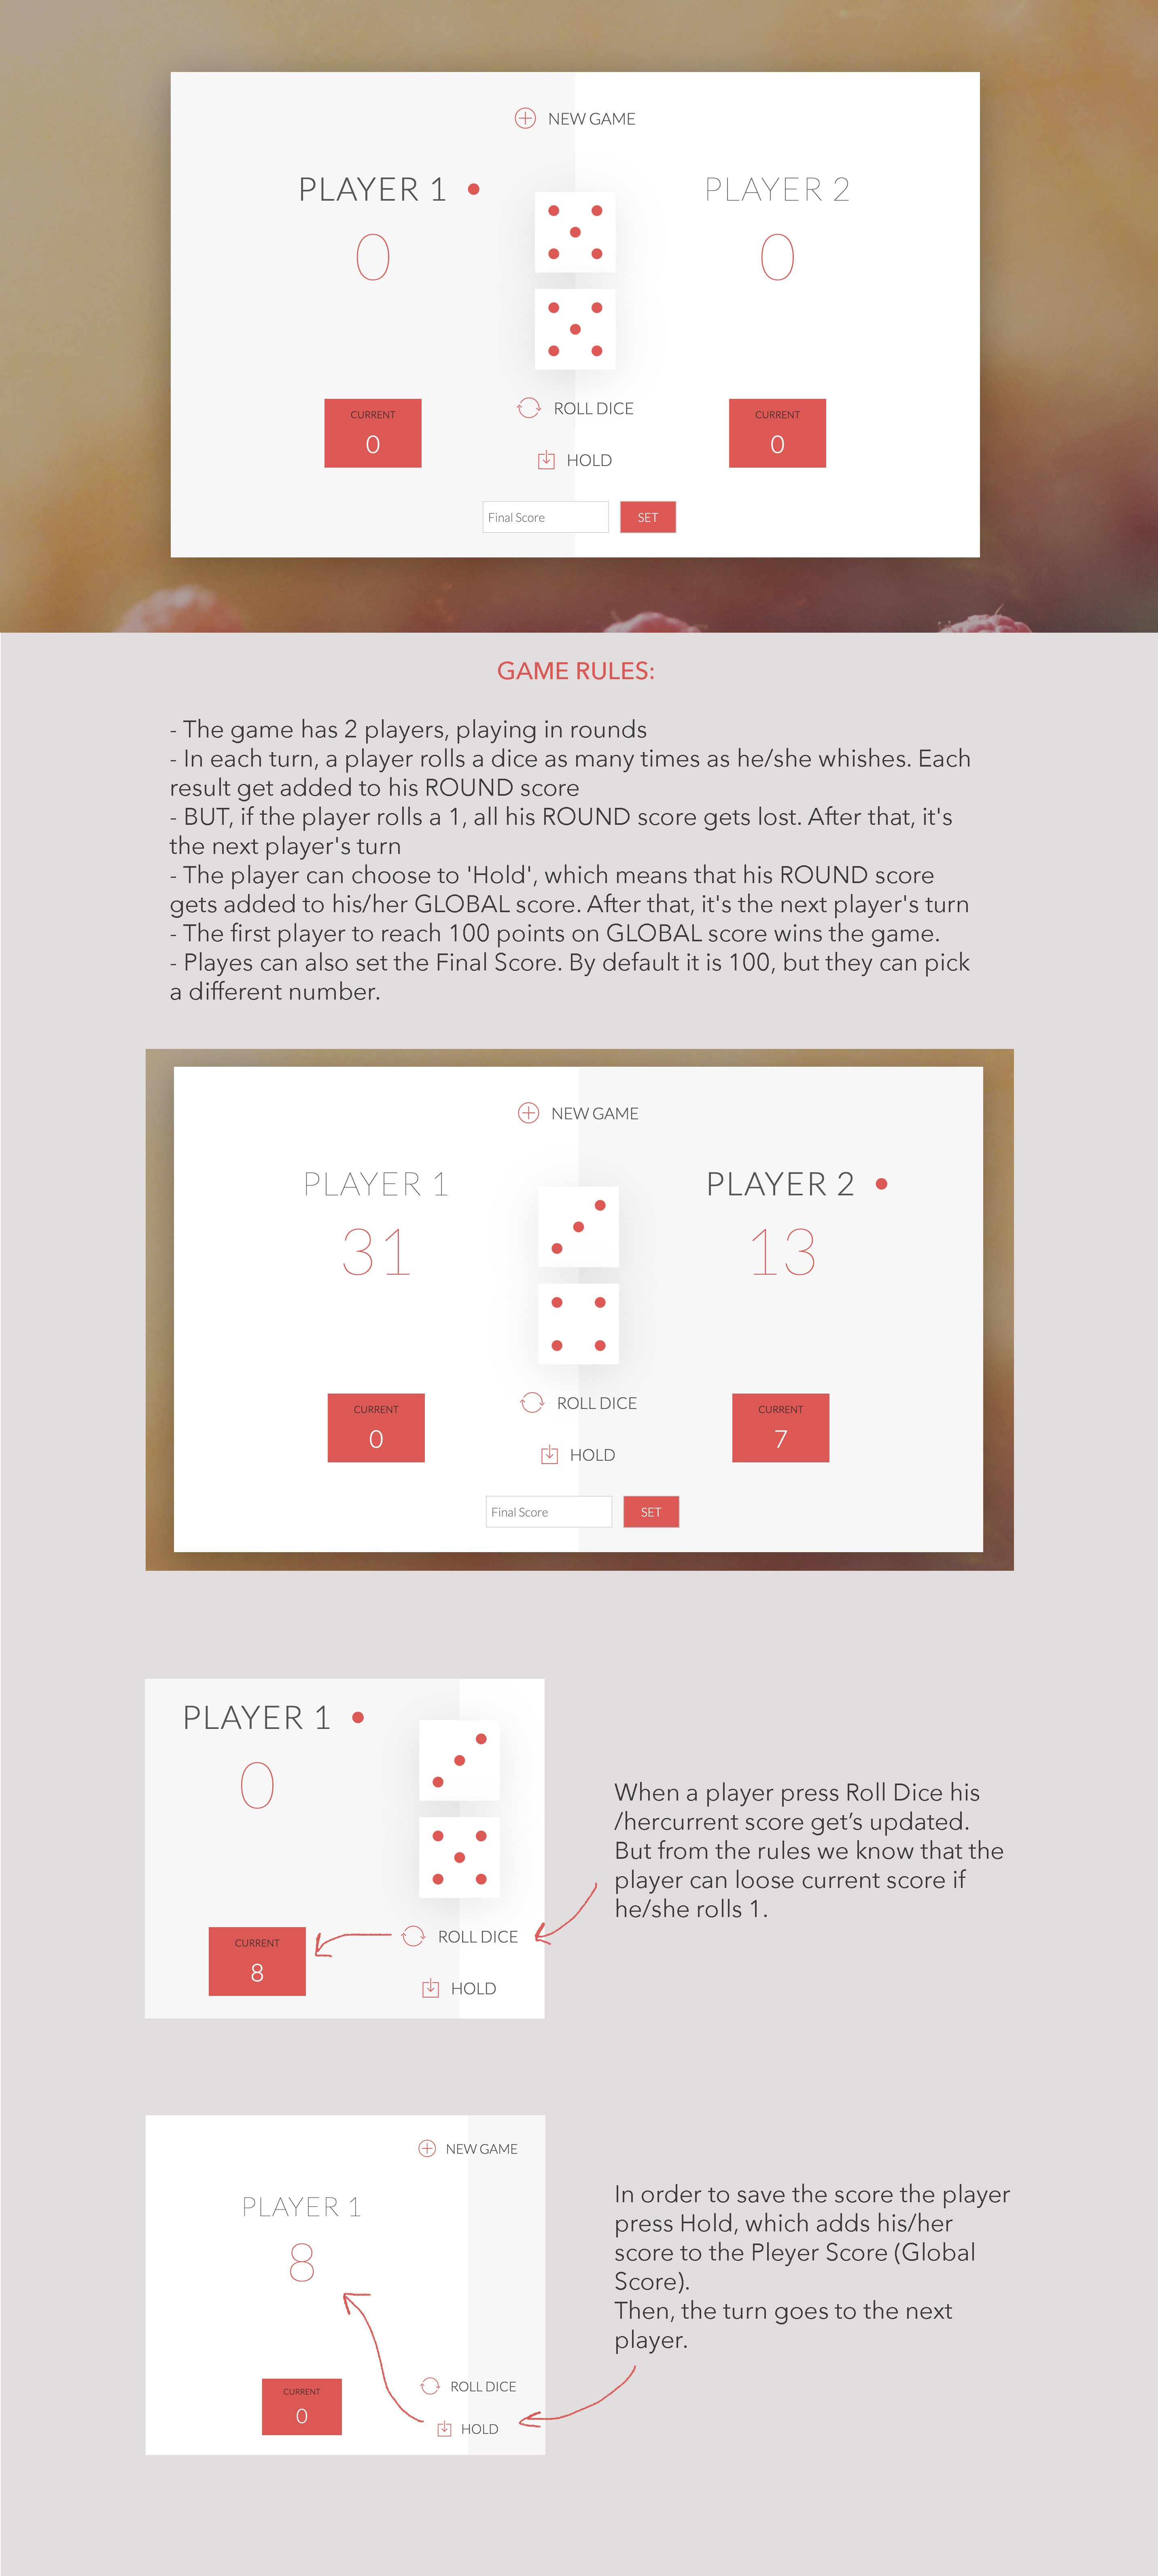 NEW GAME
PLAYER 1
PLAYER 2
0
0
CURRENT
0
ROLL DICE
CURRENT
0
HOLD
Final Score
SET
GAME RULES:
- The game has 2 players, playing in rounds
- In each turn, a player rolls a dice as many times as he/she whishes. Each
result get added to his ROUND score
- BUT, if the player rolls a 1, all his ROUND score gets lost. After that, it's
the next player's turn
- The player can choose to 'Hold', which means that his ROUND score
gets added to his/her GLOBAL score. After that, it's the next player's turn
- The first player to reach 100 points on GLOBAL score wins the game.
- Playes can also set the Final Score. By default it is 100, but they can pick
a different number.
NEW GAME
PLAYER 1
PLAYER 2
31
13
CURRENT
0
ROLL DICE
CURRENT
7
HOLD
Final Score
SET
PLAYER 1
0
CURRENT
8
ROLL DICE
HOLD
When a player press Roll Dice his
/hercurrent score get’s updated.
But from the rules we know that the
player can loose current score if
he/she rolls 1.
NEW GAME
PLAYER 1
8
CURRENT
0
ROLL DICE
HOLD
In order to save the score the player
press Hold, which adds his/her
score to the Pleyer Score (Global
Score).
Then, the turn goes to the next
player.